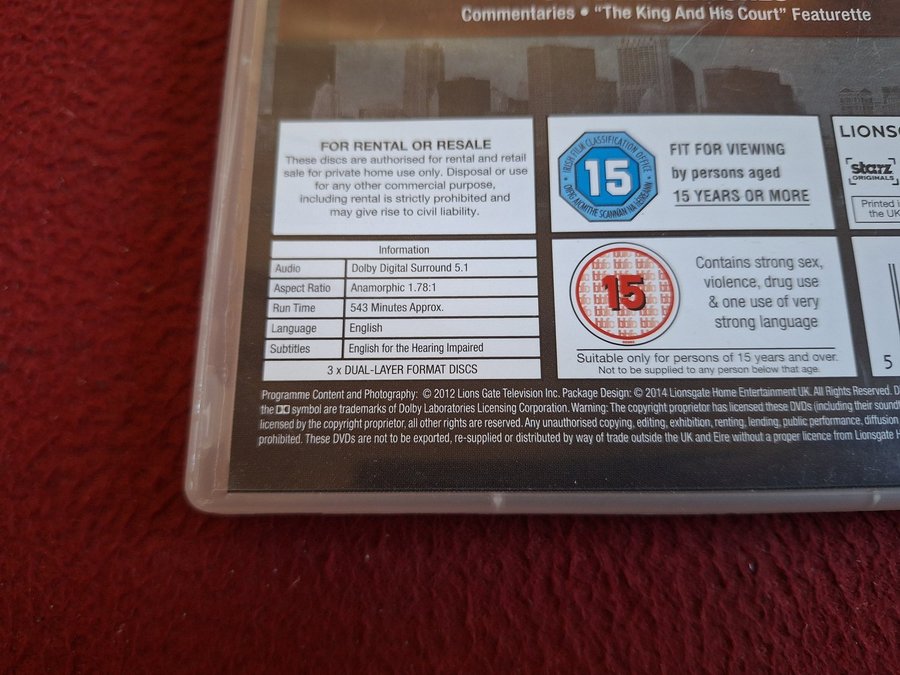 Commentaries • “The King And His Court” Featurette
FOR RENTAL OR RESALE
These discs are authorised for rental and retail
sale for private home use only. Disposal or use
for any other commercial purpose,
including rental is strictly prohibited and
may give rise to civil liability.
IRISH FILM CLASSIFICATION OFFICE
15
OIFIG AICMITHE SCANNÁN NA hÉIREANN
FIT FOR VIEWING
by persons aged
15 YEARS OR MORE
LIONSG
starz
ORIGINALS
Printed i
the UK
Information
Audio Dolby Digital Surround 5.1
Aspect Ratio Anamorphic 1.78:1
Run Time 543 Minutes Approx.
Language English
Subtitles English for the Hearing Impaired
3 x DUAL-LAYER FORMAT DISCS
15
Contains strong sex,
violence, drug use
& one use of very
strong language
Suitable only for persons of 15 years and over.
Not to be supplied to any person below that age.
5
Programme Content and Photography: © 2012 Lions Gate Television Inc. Package Design: © 2014 Lionsgate Home Entertainment UK. All Rights Reserved. D
the symbol are trademarks of Dolby Laboratories Licensing Corporation. Warning: The copyright proprietor has licensed these DVDs (including their sound
licensed by the copyright proprietor, all other rights are reserved. Any unauthorised copying, editing, exhibition, renting, lending, public performance, diffusion
prohibited. These DVDs are not to be exported, re-supplied or distributed by way of trade outside the UK and Eire without a proper licence from Lionsgate H